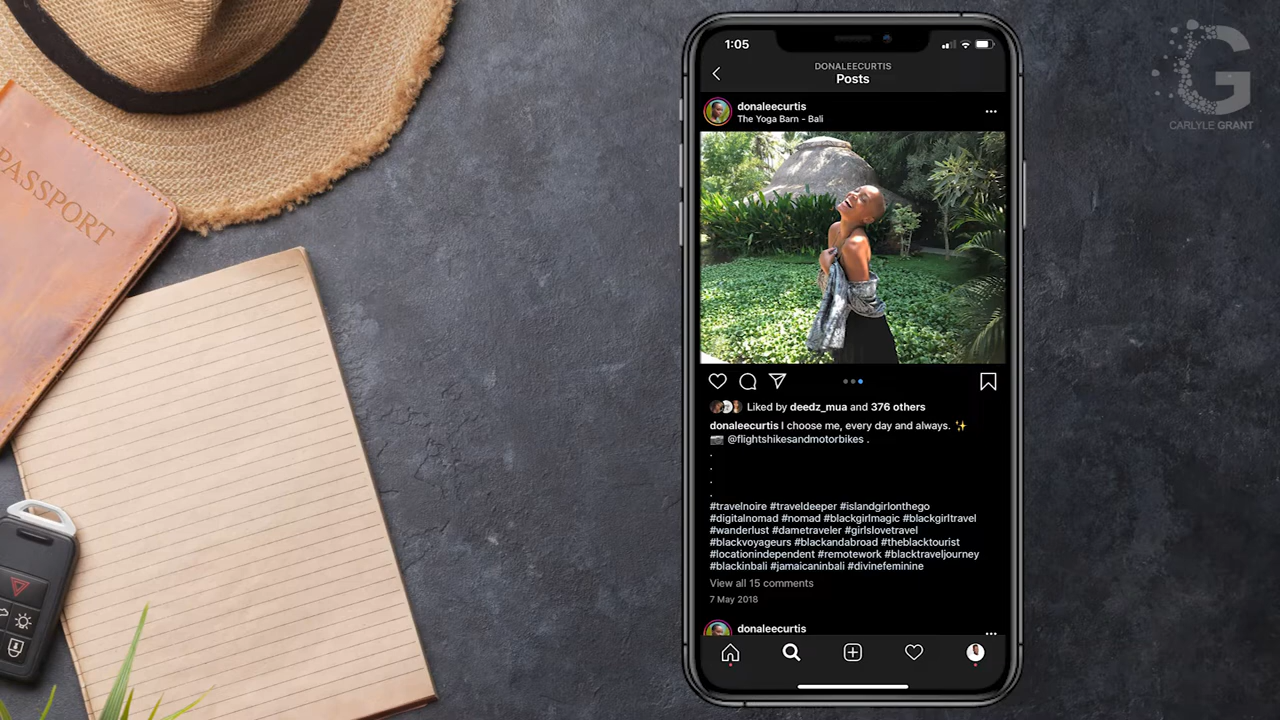 PASSPORT
1:05
DONALEECURTIS
Posts
donaleecurtis
The Yoga Barn - Bali
Liked by deedz_mua and 376 others
donaleecurtis I choose me, every day and always. ✨
📷 @flightshikesandmotorbikes .
.
.
.
.
#travelnoire #traveldeeper #islandgirlonthego
#digitalnomad #nomad #blackgirlmagic #blackgirltravel
#wanderlust #dametraveler #girlslovetravel
#blackvoyageurs #blackandabroad #theblacktourist
#locationindependent #remotework #blacktraveljourney
#blackinbali #jamaicaninbali #divinefeminine
View all 15 comments
7 May 2018
donaleecurtis
G
CARLYLE GRANT